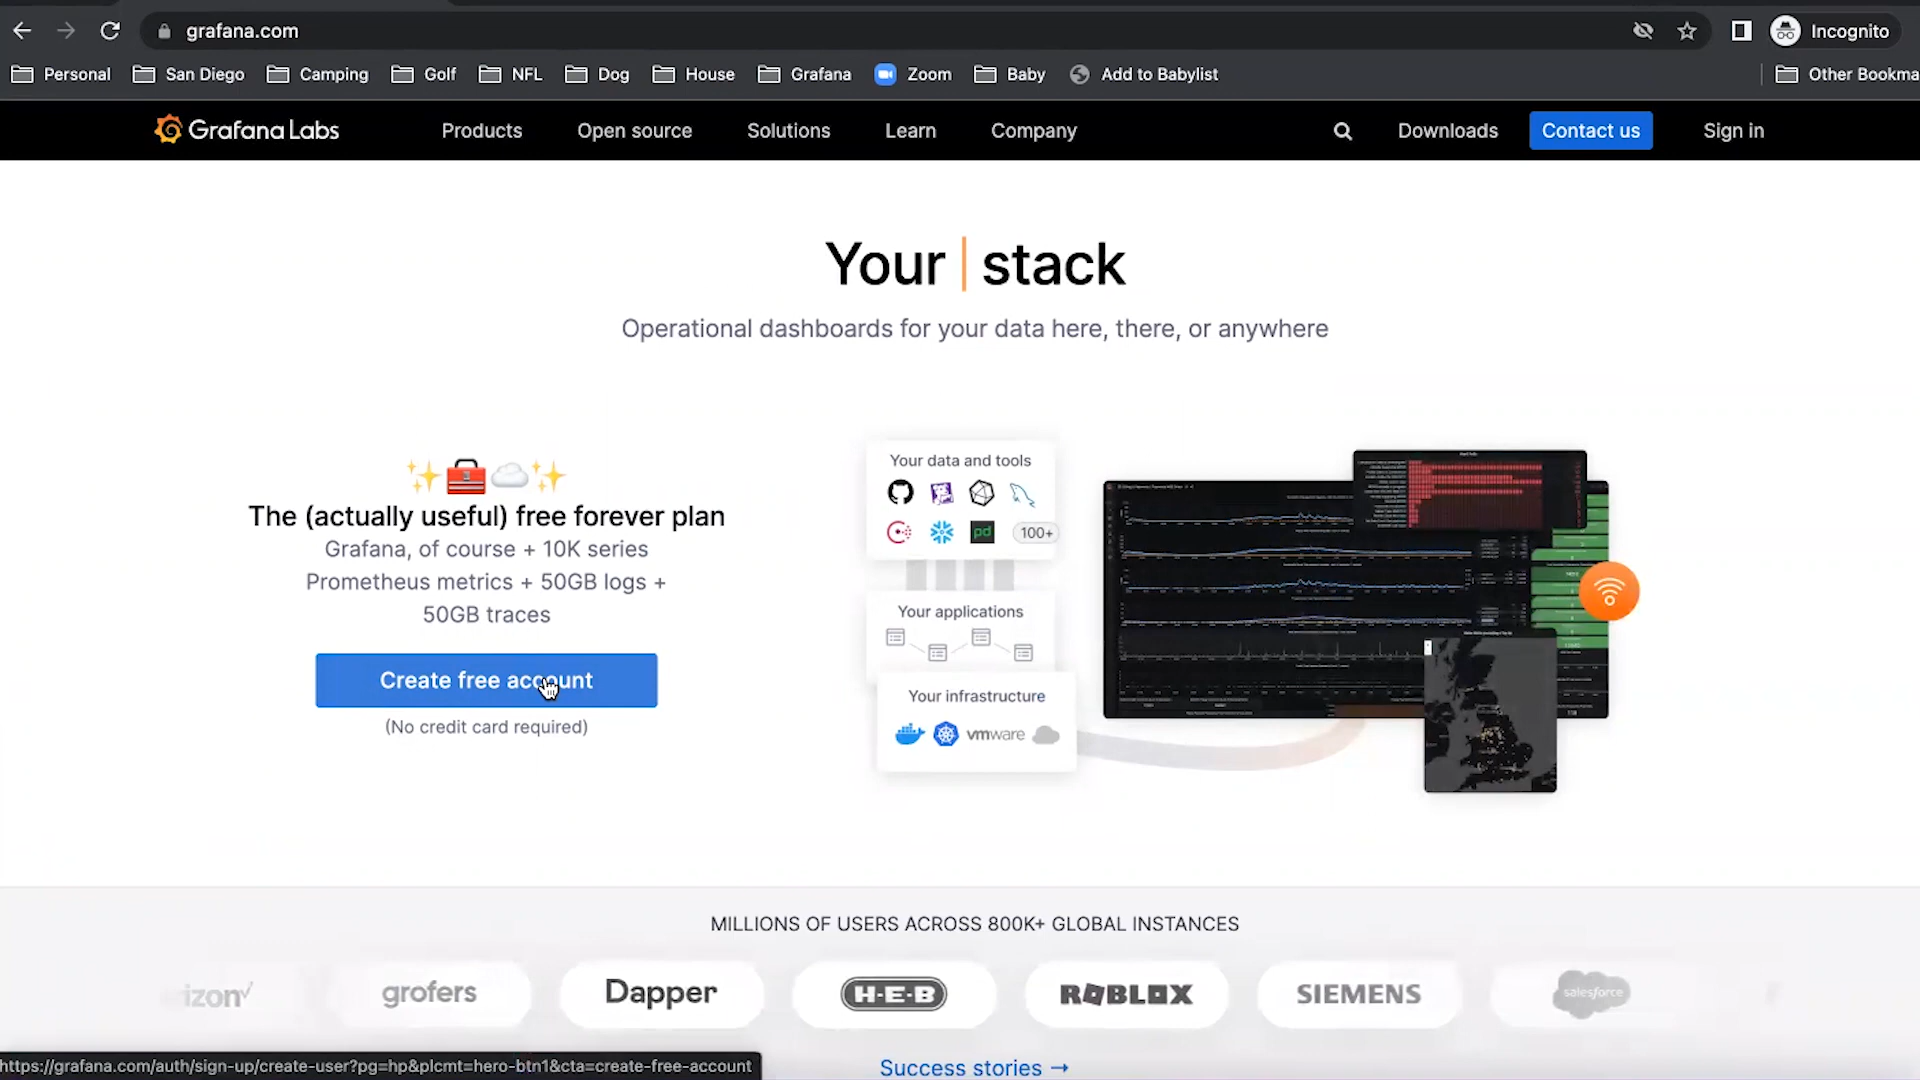 grafana.com
Incognito
Personal
San Diego
Camping
Golf
NFL
Dog
House
Grafana
Zoom
Baby
Add to Babylist
Other Bookma
Grafana Labs
Products
Open source
Solutions
Learn
Company
Downloads
Contact us
Sign in
Your | stack
Operational dashboards for your data here, there, or anywhere
The (actually useful) free forever plan
Grafana, of course + 10K series
Prometheus metrics + 50GB logs +
50GB traces
Create free account
(No credit card required)
Your data and tools
pd
100+
Your applications
Your infrastructure
vmware
MILLIONS OF USERS ACROSS 800K+ GLOBAL INSTANCES
izon
grofers
Dapper
H-E-B
ROBLOX
SIEMENS
salesforce
Success stories →
https://grafana.com/auth/sign-up/create-user?pg=hp&plcmt=hero-btn1&cta=create-free-account